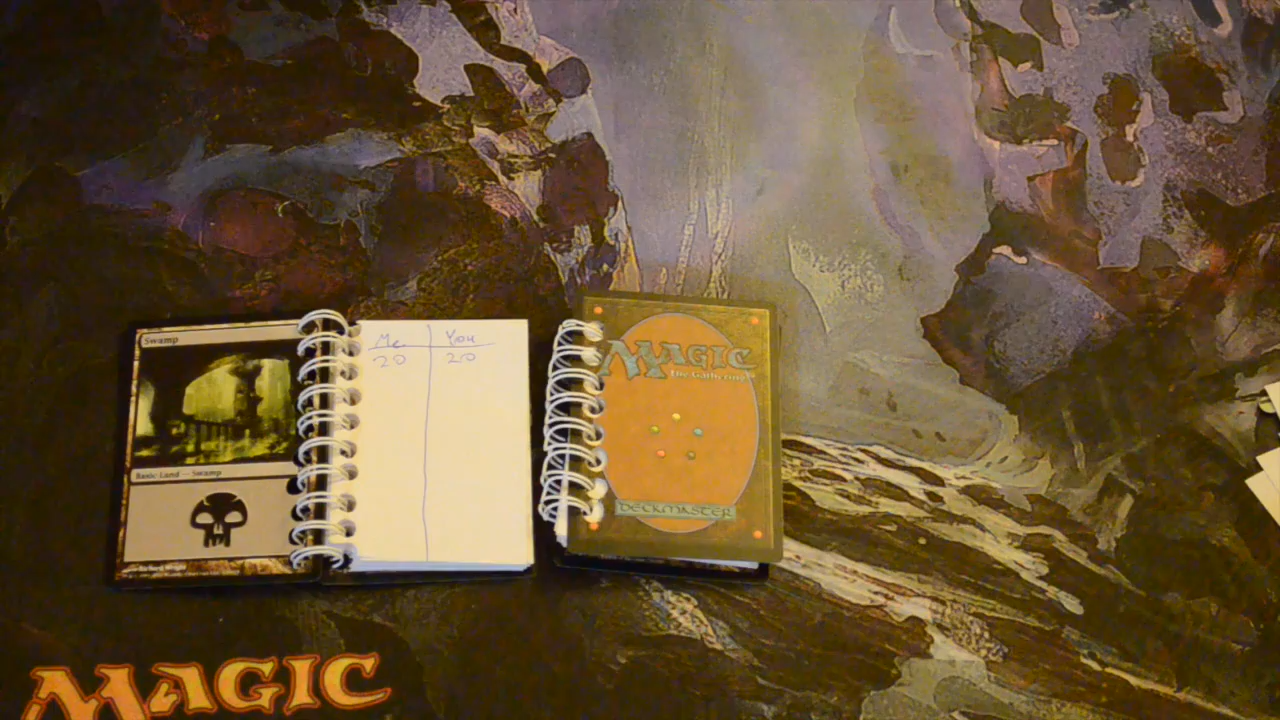 Swamp
Basic Land — Swamp
Me You
20 20
MAGIC
The Gathering
DECKMASTER
MAGIC